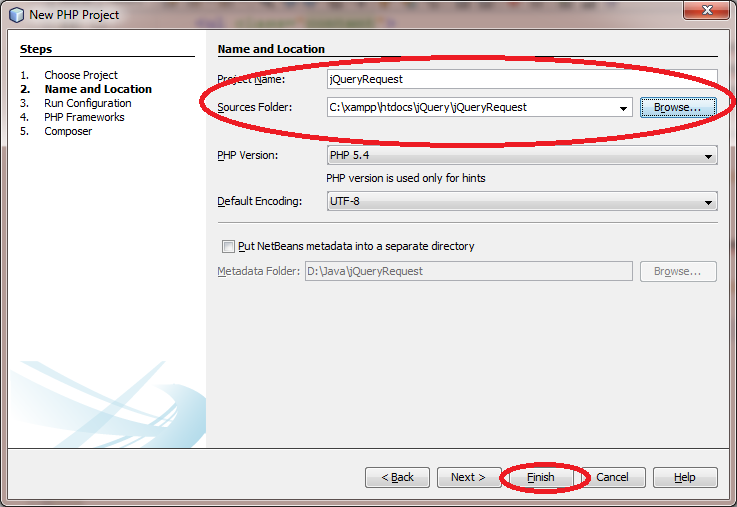 New PHP Project
Steps
1. Choose Project
2. Name and Location
3. Run Configuration
4. PHP Frameworks
5. Composer
Name and Location
Project Name: jQueryRequest
Sources Folder: C:\xampp\htdocs\jQuery\jQueryRequest Browse...
PHP Version: PHP 5.4
PHP version is used only for hints
Default Encoding: UTF-8
Put NetBeans metadata into a separate directory
Metadata Folder: D:\Java\jQueryRequest Browse...
< Back Next > Finish Cancel Help